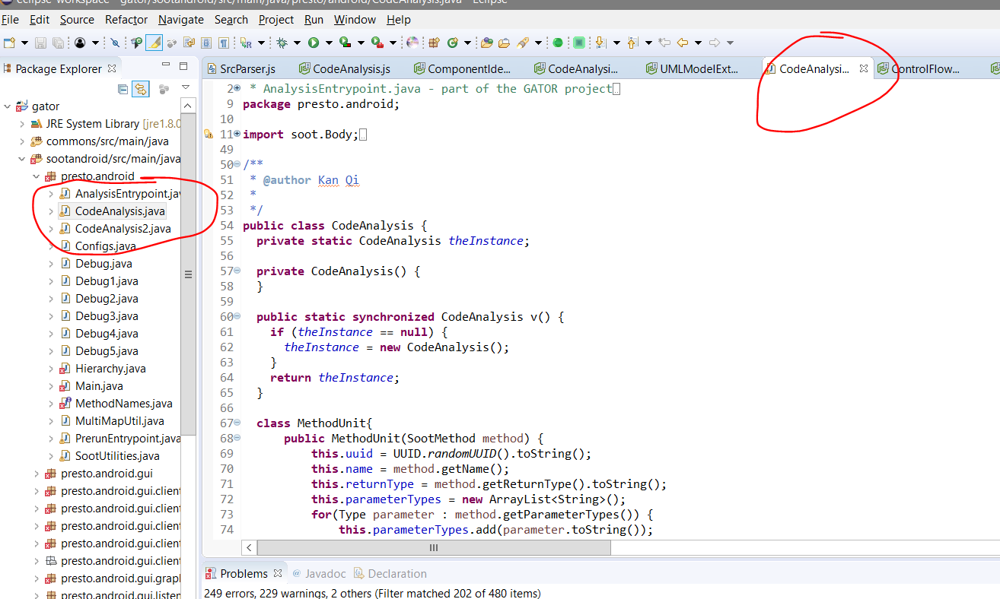 eclipse-workspace - gator/sootandroid/src/main/java/presto/android/CodeAnalysis.java - Eclipse
File Edit Source Refactor Navigate Search Project Run Window Help
Package Explorer
SrcParser.js CodeAnalysis.js ComponentIde... CodeAnalysi... UMLModelExt... CodeAnalysi... ControlFlow...
gator
JRE System Library [jre1.8.0
commons/src/main/java
sootandroid/src/main/java
presto.android
AnalysisEntrypoint.jav
CodeAnalysis.java
CodeAnalysis2.java
Configs.java
Debug.java
Debug1.java
Debug2.java
Debug3.java
Debug4.java
Debug5.java
Hierarchy.java
Main.java
MethodNames.java
MultiMapUtil.java
PrerunEntrypoint.java
SootUtilities.java
presto.android.gui
presto.android.gui.client
presto.android.gui.client
presto.android.gui.client
presto.android.gui.client
presto.android.gui.client
presto.android.gui.grapl
presto.android.gui.listen
2 * AnalysisEntrypoint.java - part of the GATOR project
9 package presto.android;
10
11 import soot.Body;
49
50 /**
51 * @author Kan Qi
52 *
53 */
54 public class CodeAnalysis {
55 private static CodeAnalysis theInstance;
56
57 private CodeAnalysis() {
58 }
59
60 public static synchronized CodeAnalysis v() {
61 if (theInstance == null) {
62 theInstance = new CodeAnalysis();
63 }
64 return theInstance;
65 }
66
67 class MethodUnit{
68 public MethodUnit(SootMethod method) {
69 this.uuid = UUID.randomUUID().toString();
70 this.name = method.getName();
71 this.returnType = method.getReturnType().toString();
72 this.parameterTypes = new ArrayList<String>();
73 for(Type parameter : method.getParameterTypes()) {
74 this.parameterTypes.add(parameter.toString());
Problems @ Javadoc Declaration
249 errors, 229 warnings, 2 others (Filter matched 202 of 480 items)